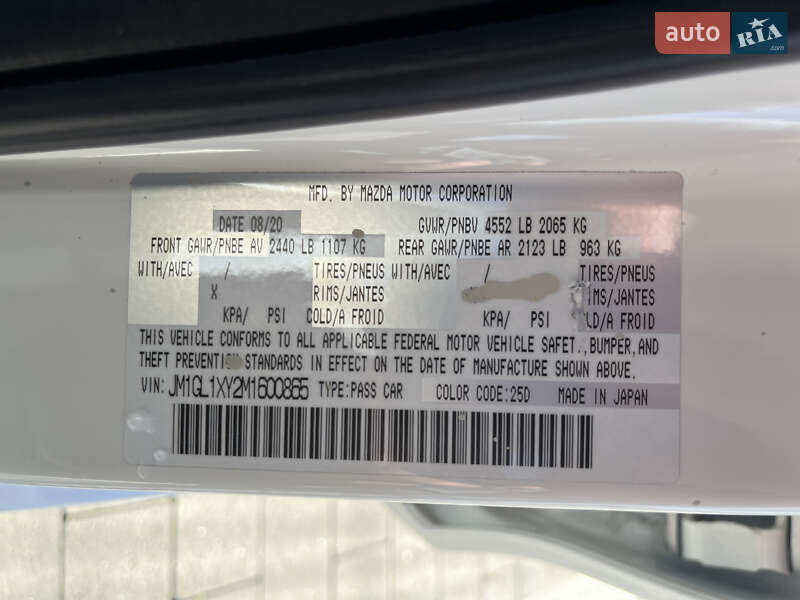 auto RIA.com
MFD. BY MAZDA MOTOR CORPORATION
DATE 08/20 GVWR/PNBV 4552 LB 2065 KG
FRONT GAWR/PNBE AV 2440 LB 1107 KG REAR GAWR/PNBE AR 2123 LB 963 KG
WITH/AVEC / TIRES/PNEUS WITH/AVEC / TIRES/PNEUS
X RIMS/JANTES IMS/JANTES
KPA/ PSI COLD/A FROID KPA/ PSI LD/A FROID
THIS VEHICLE CONFORMS TO ALL APPLICABLE FEDERAL MOTOR VEHICLE SAFET.,BUMPER,AND
THEFT PREVENTI STANDARDS IN EFFECT ON THE DATE OF MANUFACTURE SHOWN ABOVE.
VIN: JM1GL1XY2M1600865 TYPE:PASS CAR COLOR CODE:25D MADE IN JAPAN